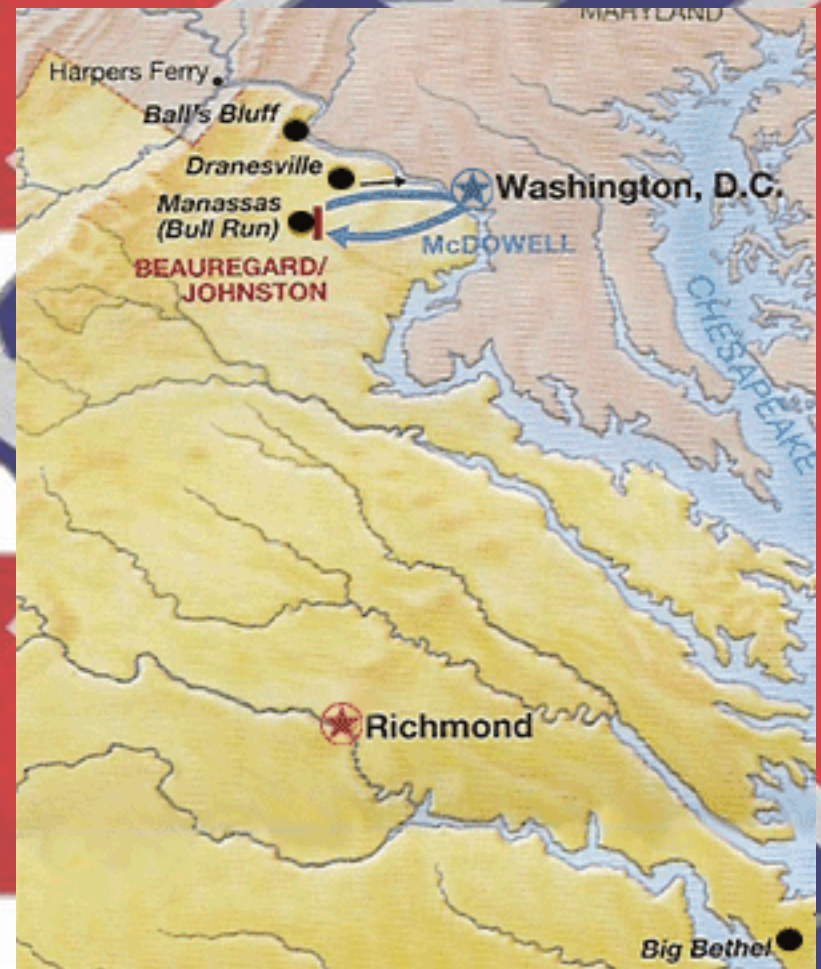 MARYLAND
Harpers Ferry
Ball's Bluff
Dranesville
Washington, D.C.
Manassas
(Bull Run)
McDOWELL
BEAUREGARD/
JOHNSTON
CHESAPEAKE
Richmond
Big Bethel